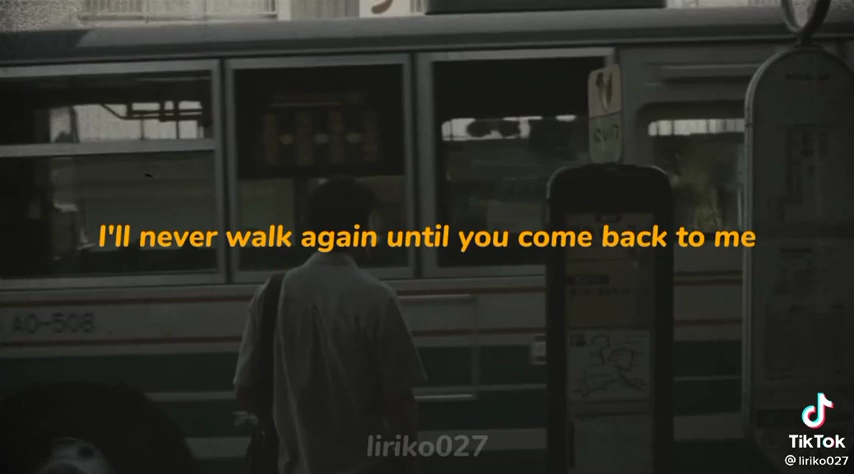 I'll never walk again until you come back to me
AO-508
liriko027
TikTok
@liriko027